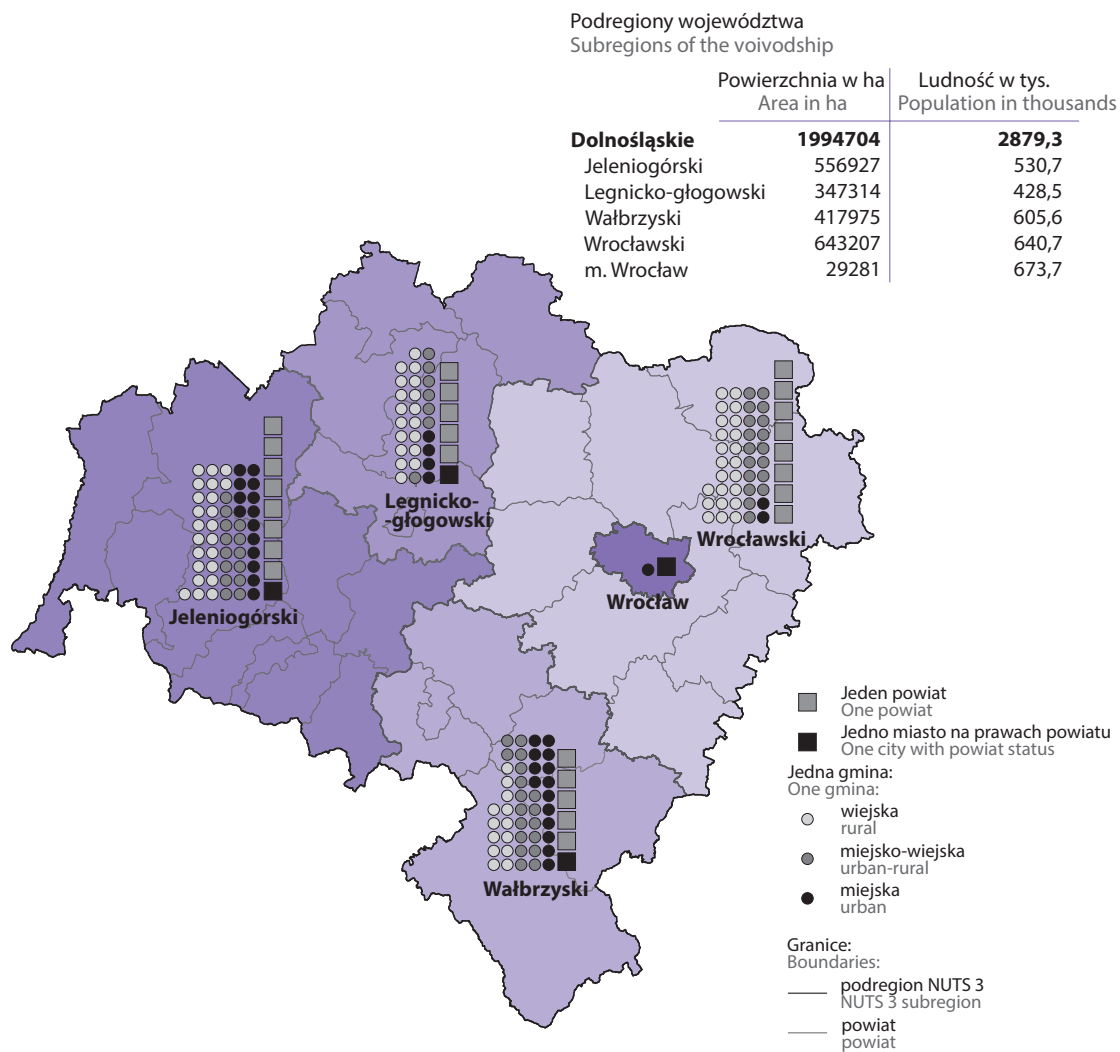 Podregiony województwa
Subregions of the voivodship
Powierzchnia w ha Ludność w tys.
Area in ha Population in thousands
Dolnośląskie 1994704 2879,3
Jeleniogórski 556927 530,7
Legnicko-głogowski 347314 428,5
Wałbrzyski 417975 605,6
Wrocławski 643207 640,7
m. Wrocław 29281 673,7
Legnicko-
-głogowski
Wrocławski
Jeleniogórski
Wrocław
Wałbrzyski
Jeden powiat
One powiat
Jedno miasto na prawach powiatu
One city with powiat status
Jedna gmina:
One gmina:
wiejska
rural
miejsko-wiejska
urban-rural
miejska
urban
Granice:
Boundaries:
podregion NUTS 3
NUTS 3 subregion
powiat
powiat